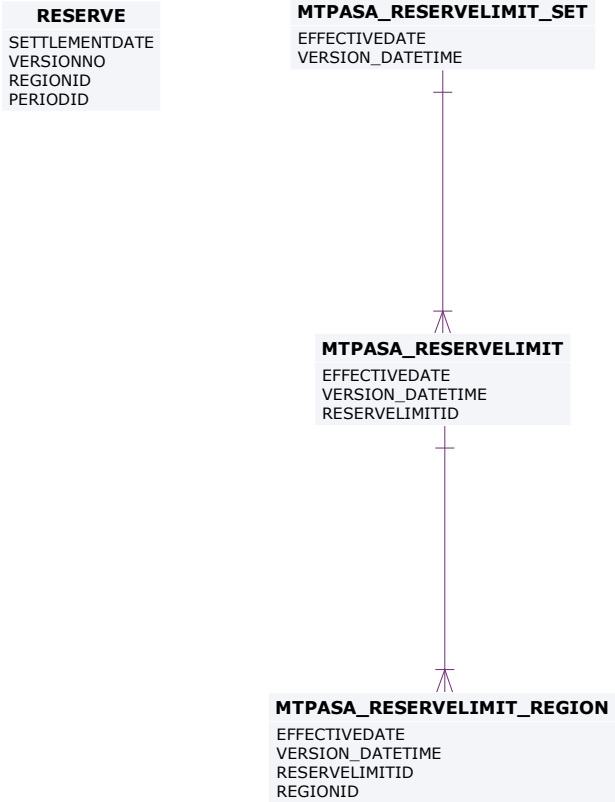 RESERVE
SETTLEMENTDATE
VERSIONNO
REGIONID
PERIODID
MTPASA_RESERVELIMIT_SET
EFFECTIVEDATE
VERSION_DATETIME
MTPASA_RESERVELIMIT
EFFECTIVEDATE
VERSION_DATETIME
RESERVELIMITID
MTPASA_RESERVELIMIT_REGION
EFFECTIVEDATE
VERSION_DATETIME
RESERVELIMITID
REGIONID